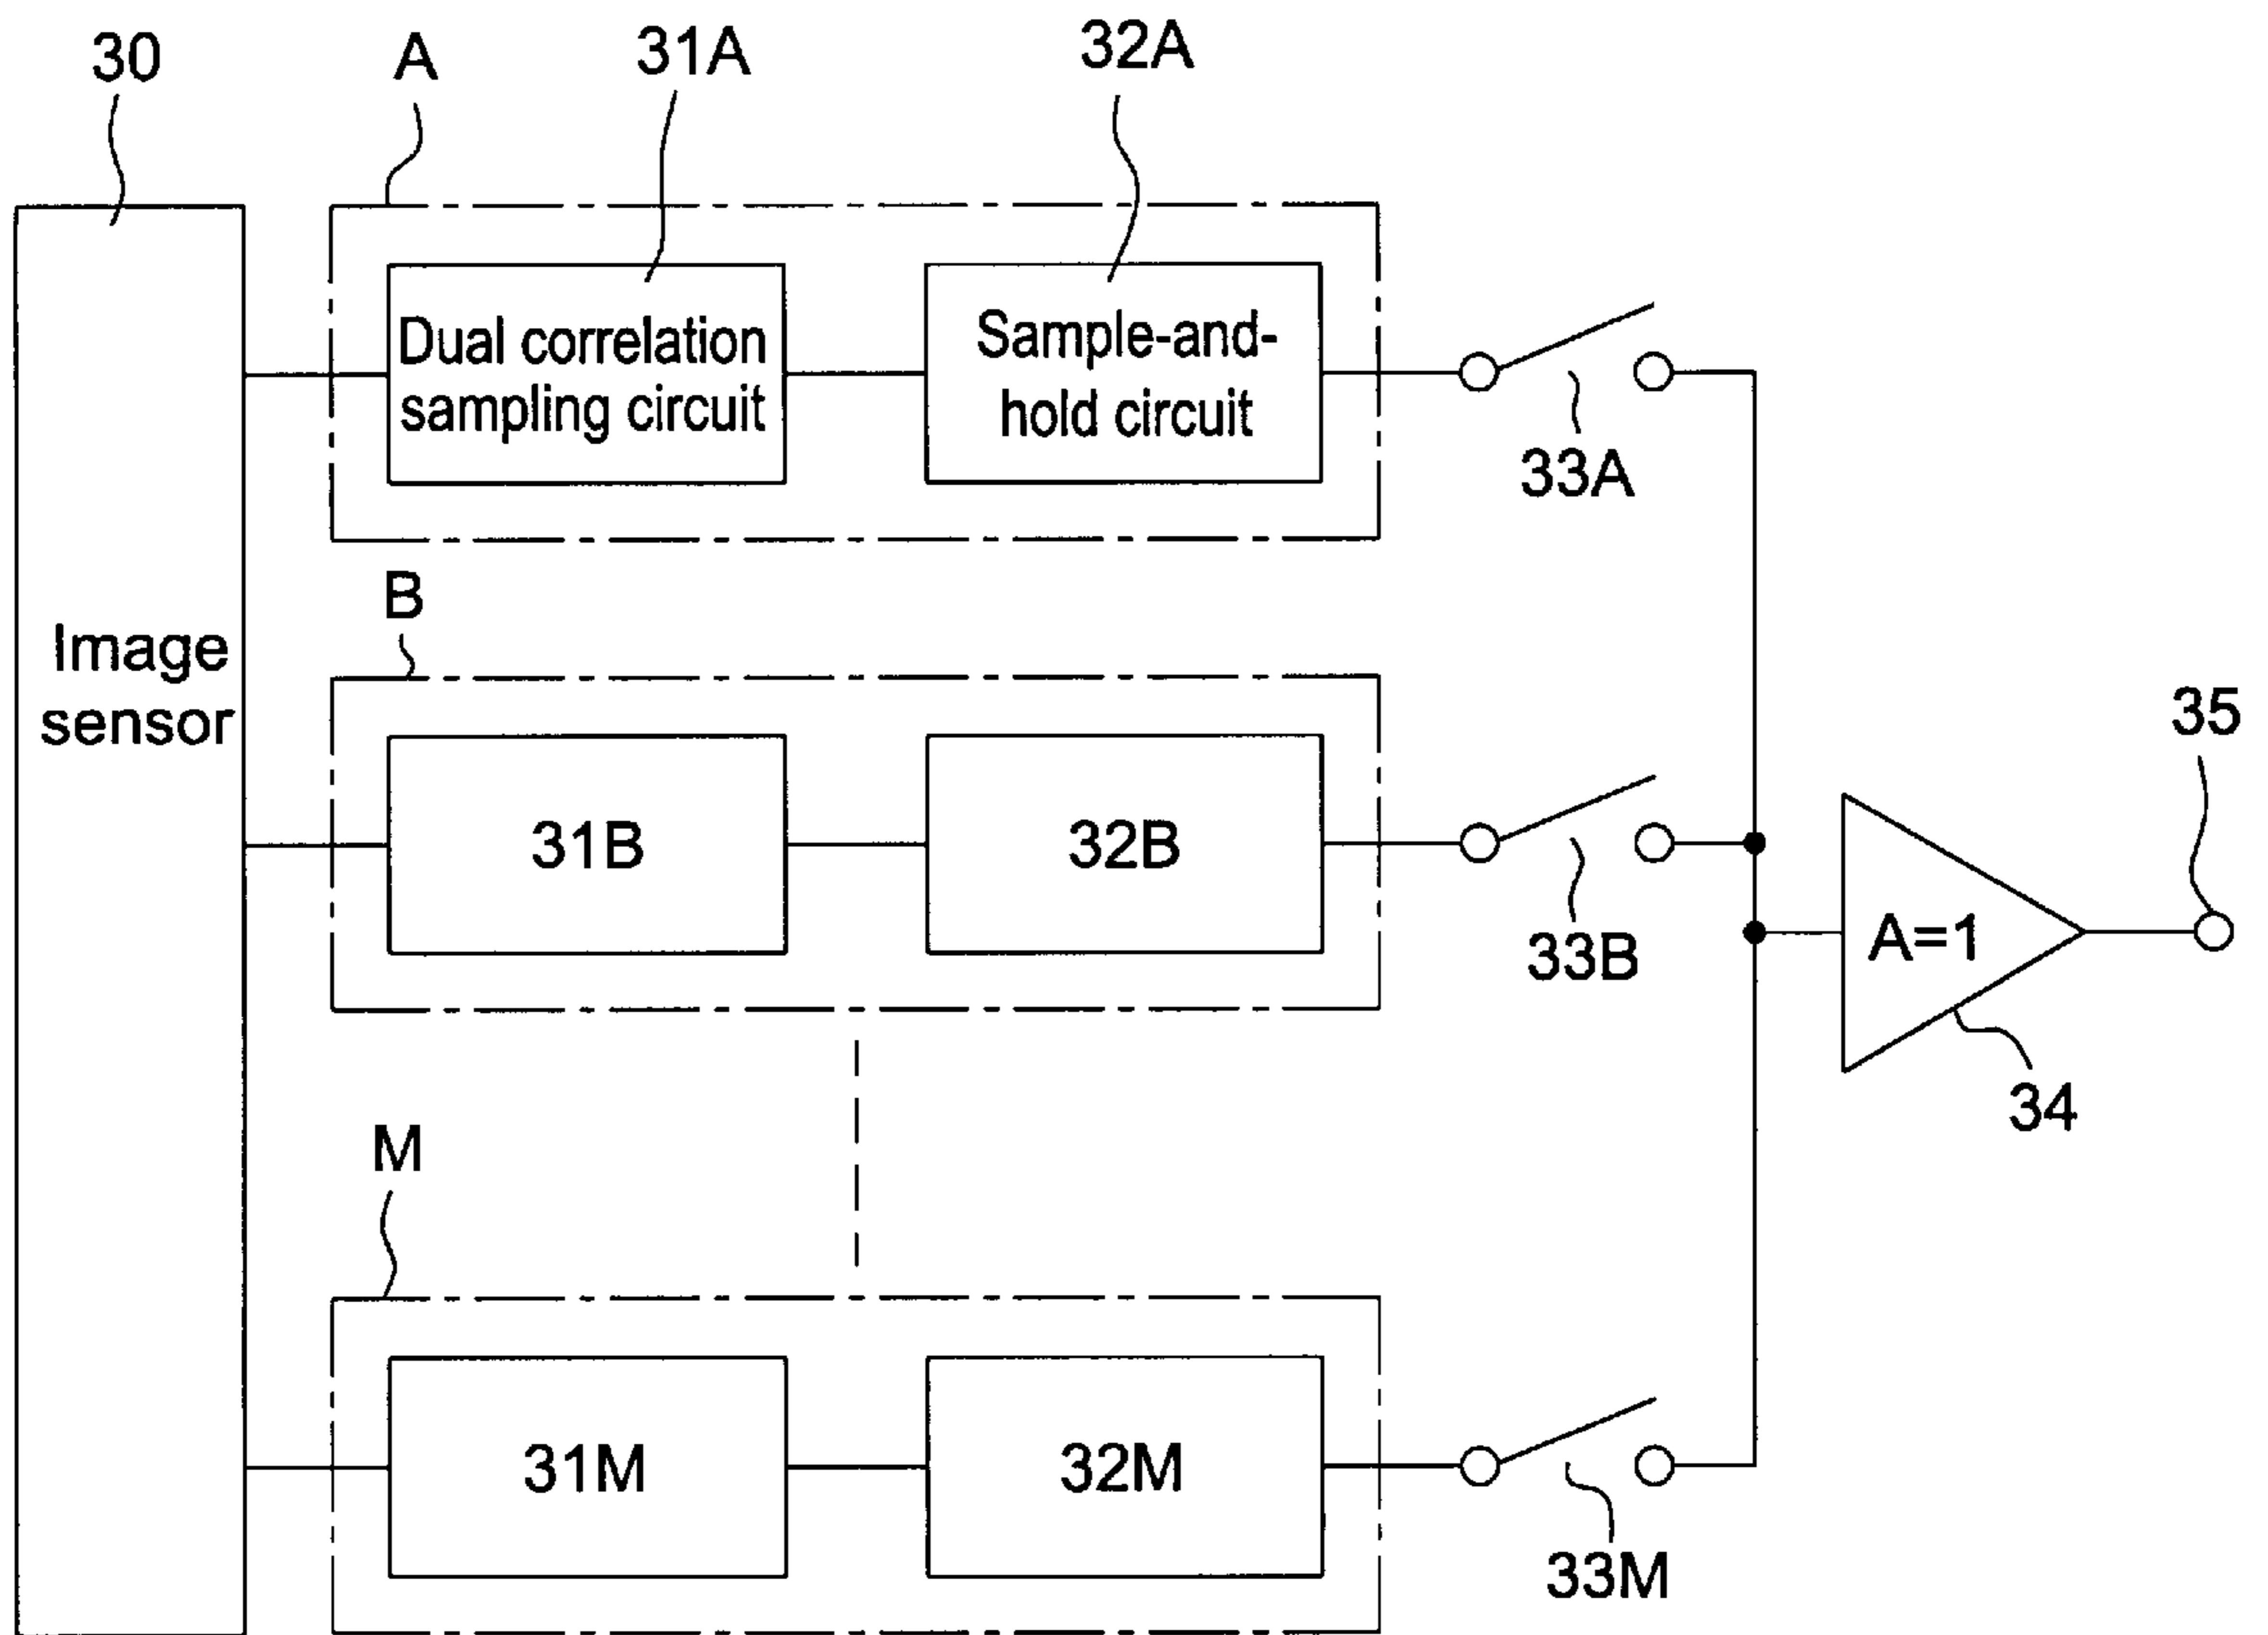 30
A
31A
32A
Dual correlation
sampling circuit
Sample-and-
hold circuit
33A
Image
sensor
B
31B
32B
33B
A=1
35
34
M
31M
32M
33M